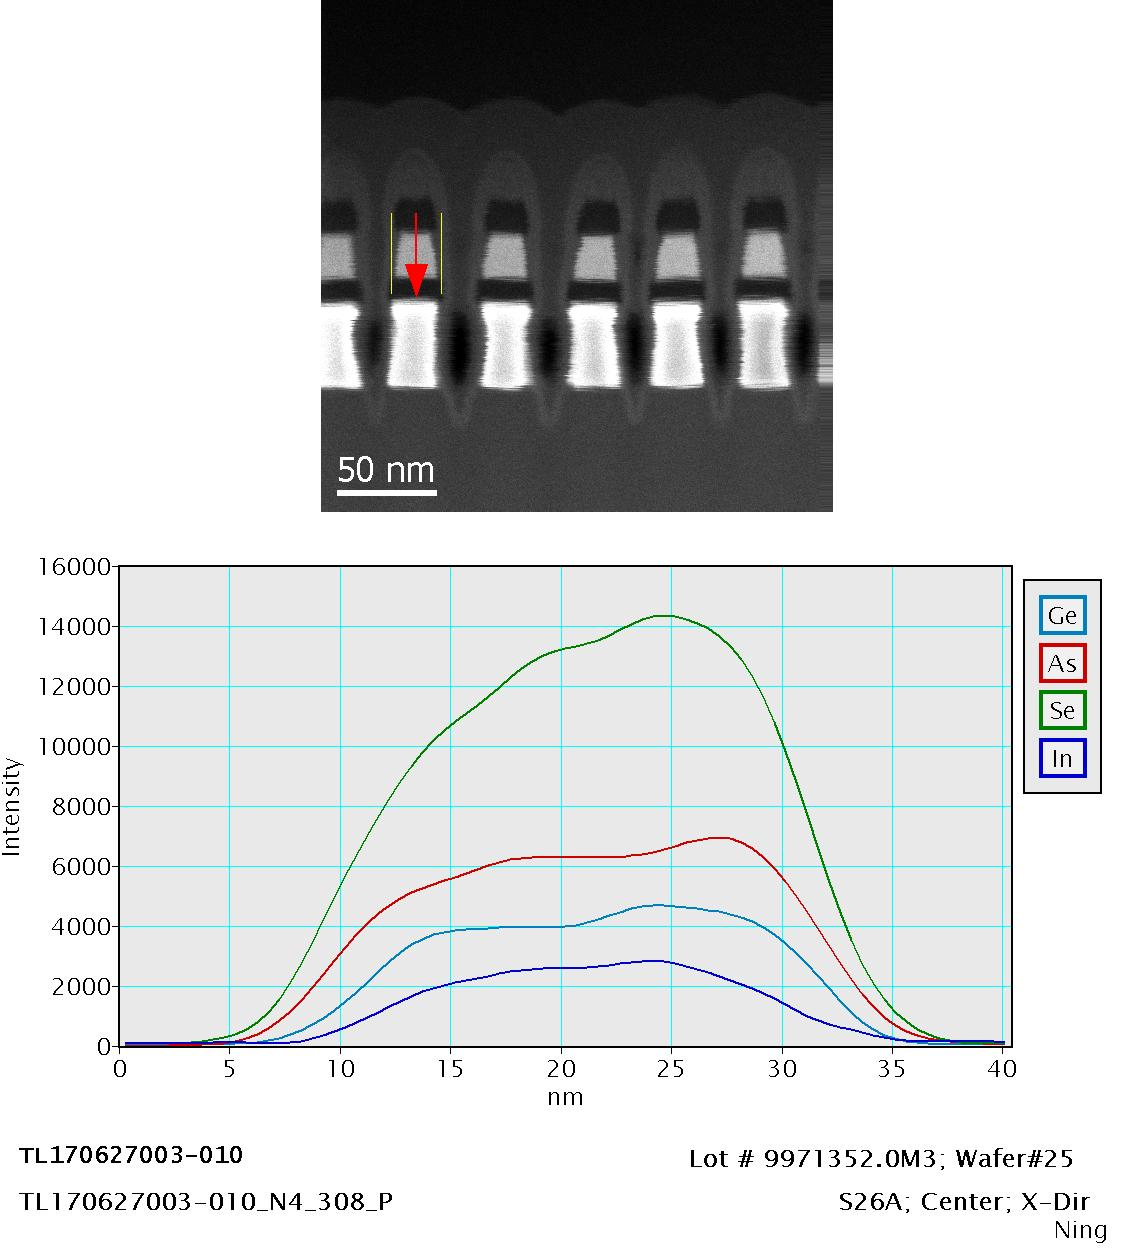 50 nm
16000
14000
12000
10000
8000
6000
4000
2000
0
Intensity
0 5 10 15 20 25 30 35 40
nm
Ge
As
Se
In
TL170627003-010
Lot # 9971352.0M3; Wafer#25
TL170627003-010_N4_308_P
S26A; Center; X-Dir
Ning